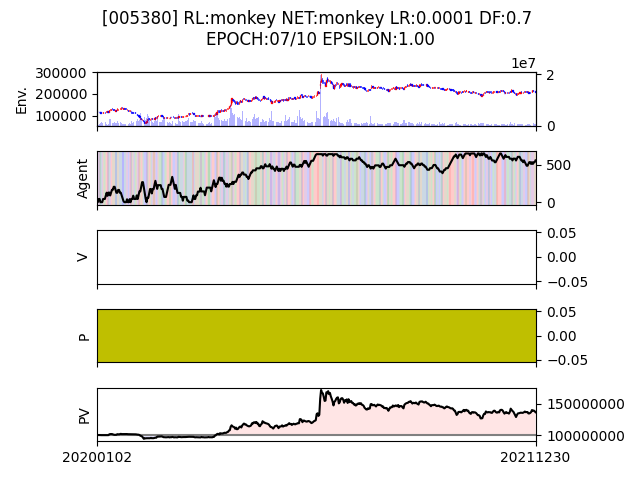 [005380] RL:monkey NET:monkey LR:0.0001 DF:0.7
EPOCH:07/10 EPSILON:1.00
1e7
300000
200000
100000
Env.
2
0
Agent
500
0
V
0.05
0.00
−0.05
P
0.05
0.00
−0.05
PV
150000000
100000000
20200102
20211230